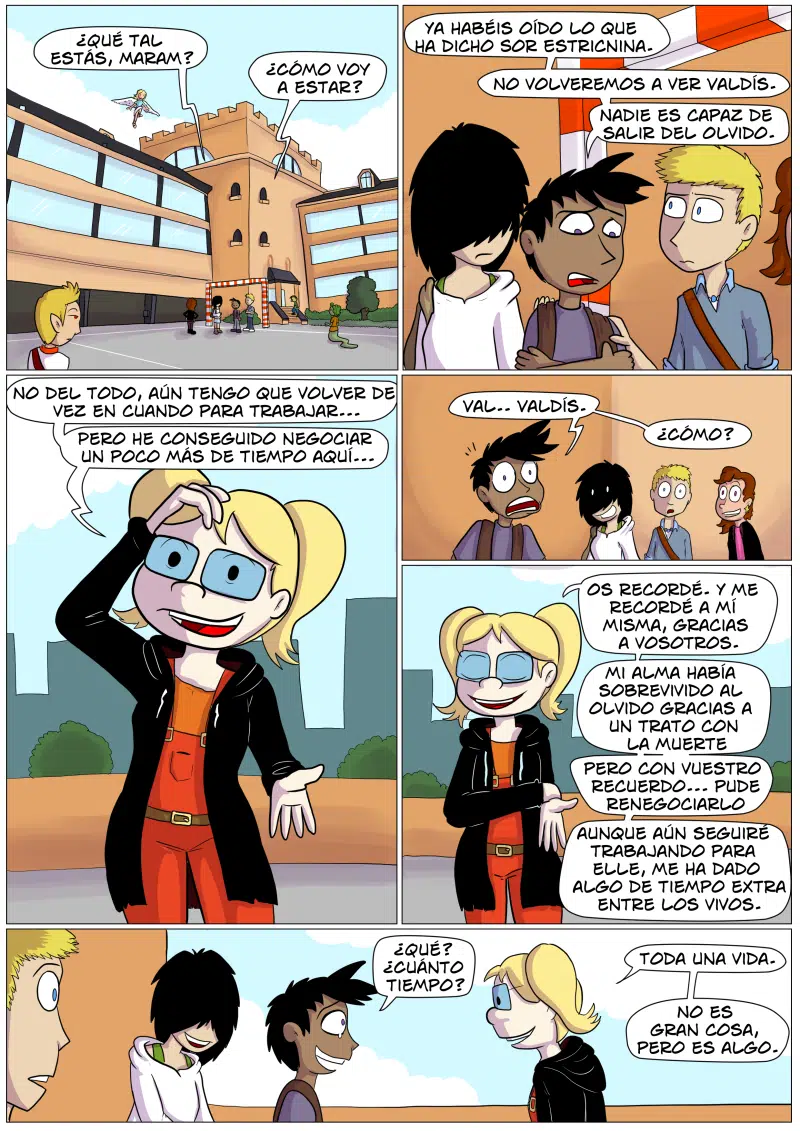 ¿QUÉ TAL
ESTÁS, MARAM?
¿CÓMO VOY
A ESTAR?
YA HABÉIS OÍDO LO QUE
HA DICHO SOR ESTRICNINA.
NO VOLVEREMOS A VER VALDÍS.
NADIE ES CAPAZ DE
SALIR DEL OLVIDO.
NO DEL TODO, AÚN TENGO QUE VOLVER DE
VEZ EN CUANDO PARA TRABAJAR...
PERO HE CONSEGUIDO NEGOCIAR
UN POCO MÁS DE TIEMPO AQUÍ...
VAL.. VALDÍS.
¿CÓMO?
OS RECORDÉ. Y ME
RECORDÉ A MÍ
MISMA, GRACIAS
A VOSOTROS.
MI ALMA HABÍA
SOBREVIVIDO AL
OLVIDO GRACIAS A
UN TRATO CON
LA MUERTE
PERO CON VUESTRO
RECUERDO... PUDE
RENEGOCIARLO
AUNQUE AÚN SEGUIRÉ
TRABAJANDO PARA
ELLE, ME HA DADO
ALGO DE TIEMPO EXTRA
ENTRE LOS VIVOS.
¿QUÉ?
¿CUÁNTO
TIEMPO?
TODA UNA VIDA.
NO ES
GRAN COSA,
PERO ES ALGO.